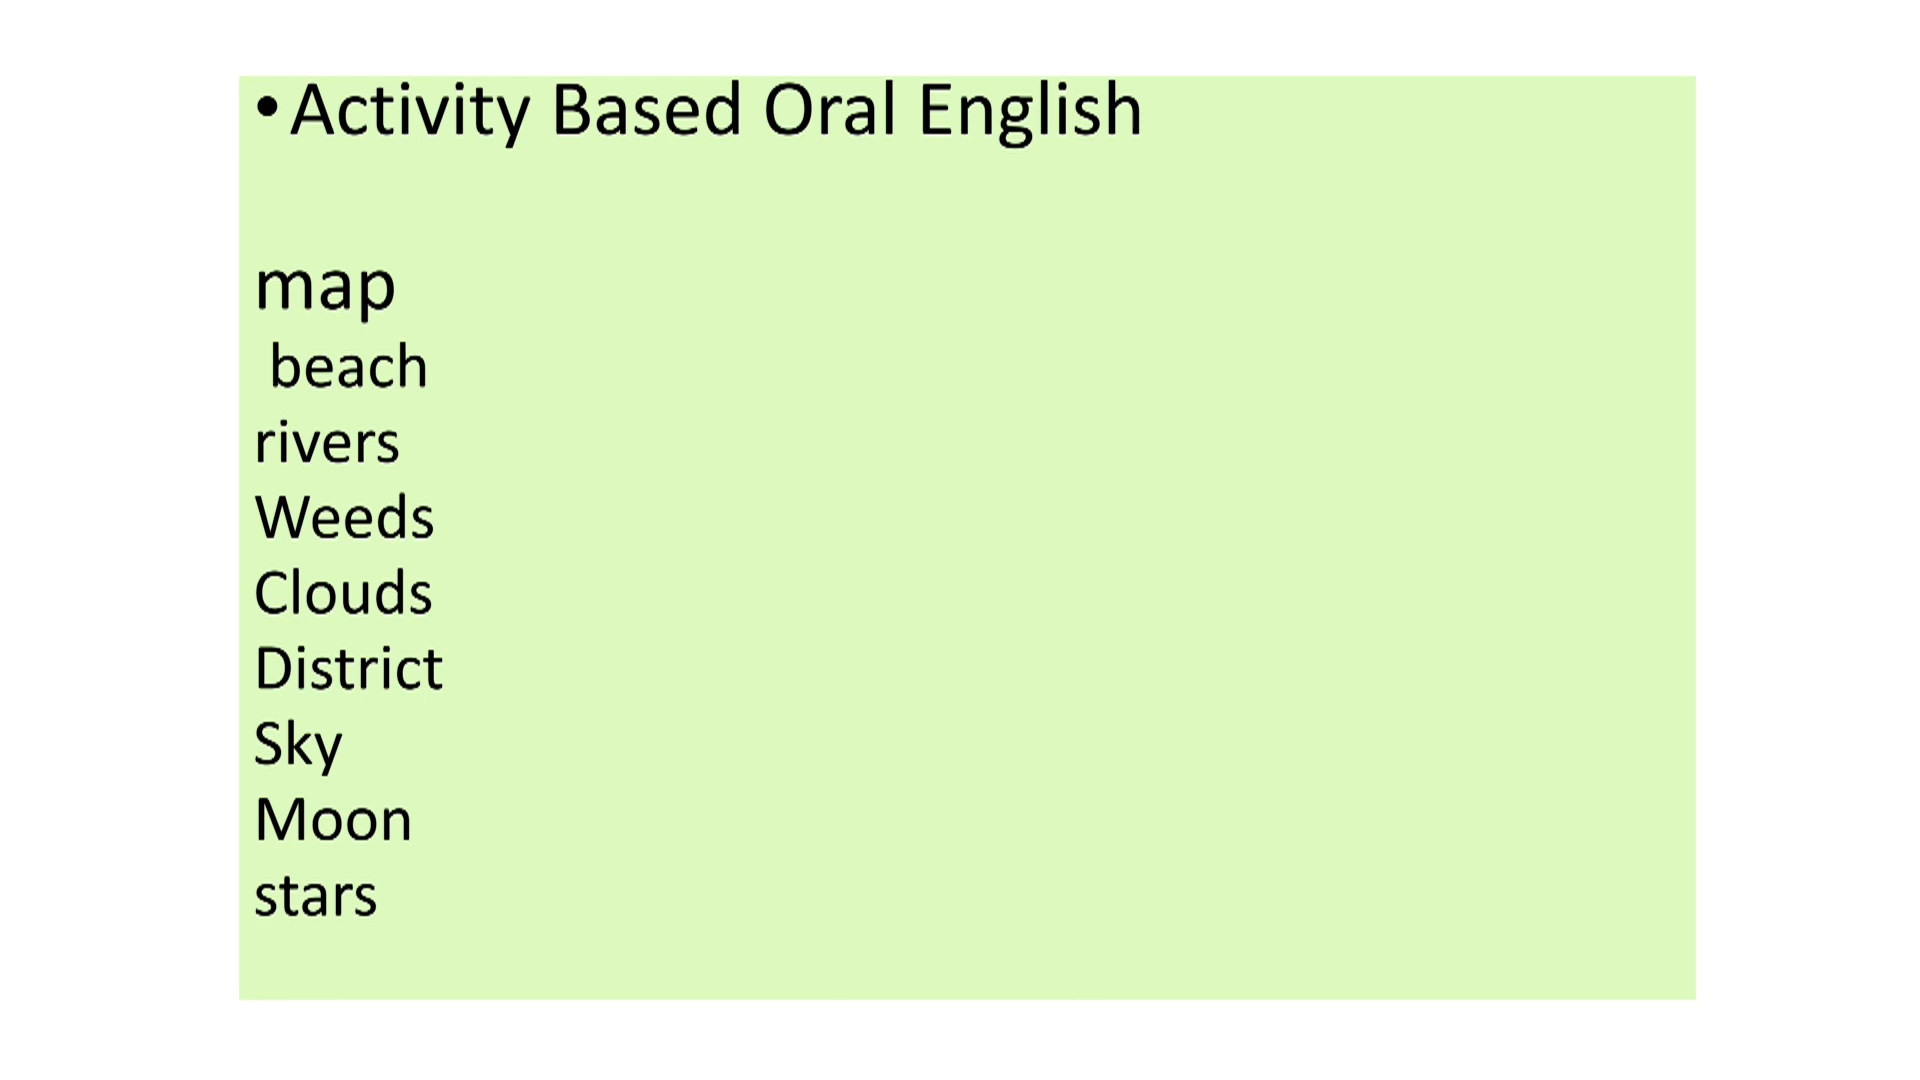 • Activity Based Oral English
map
beach
rivers
Weeds
Clouds
District
Sky
Moon
stars